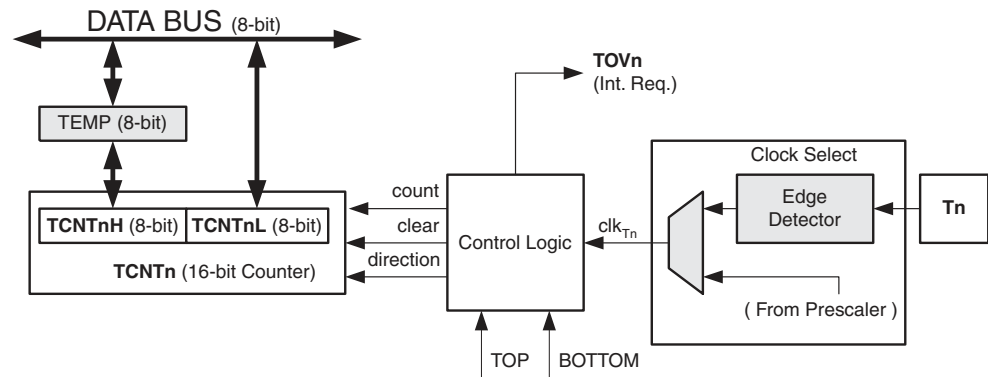 DATA BUS (8-bit)
TOVn
(Int. Req.)
TEMP (8-bit)
Clock Select
count
Edge
Detector
Tn
TCNTnH (8-bit) TCNTnL (8-bit)
clear
Control Logic
clkTn
TCNTn (16-bit Counter)
direction
( From Prescaler )
TOP
BOTTOM